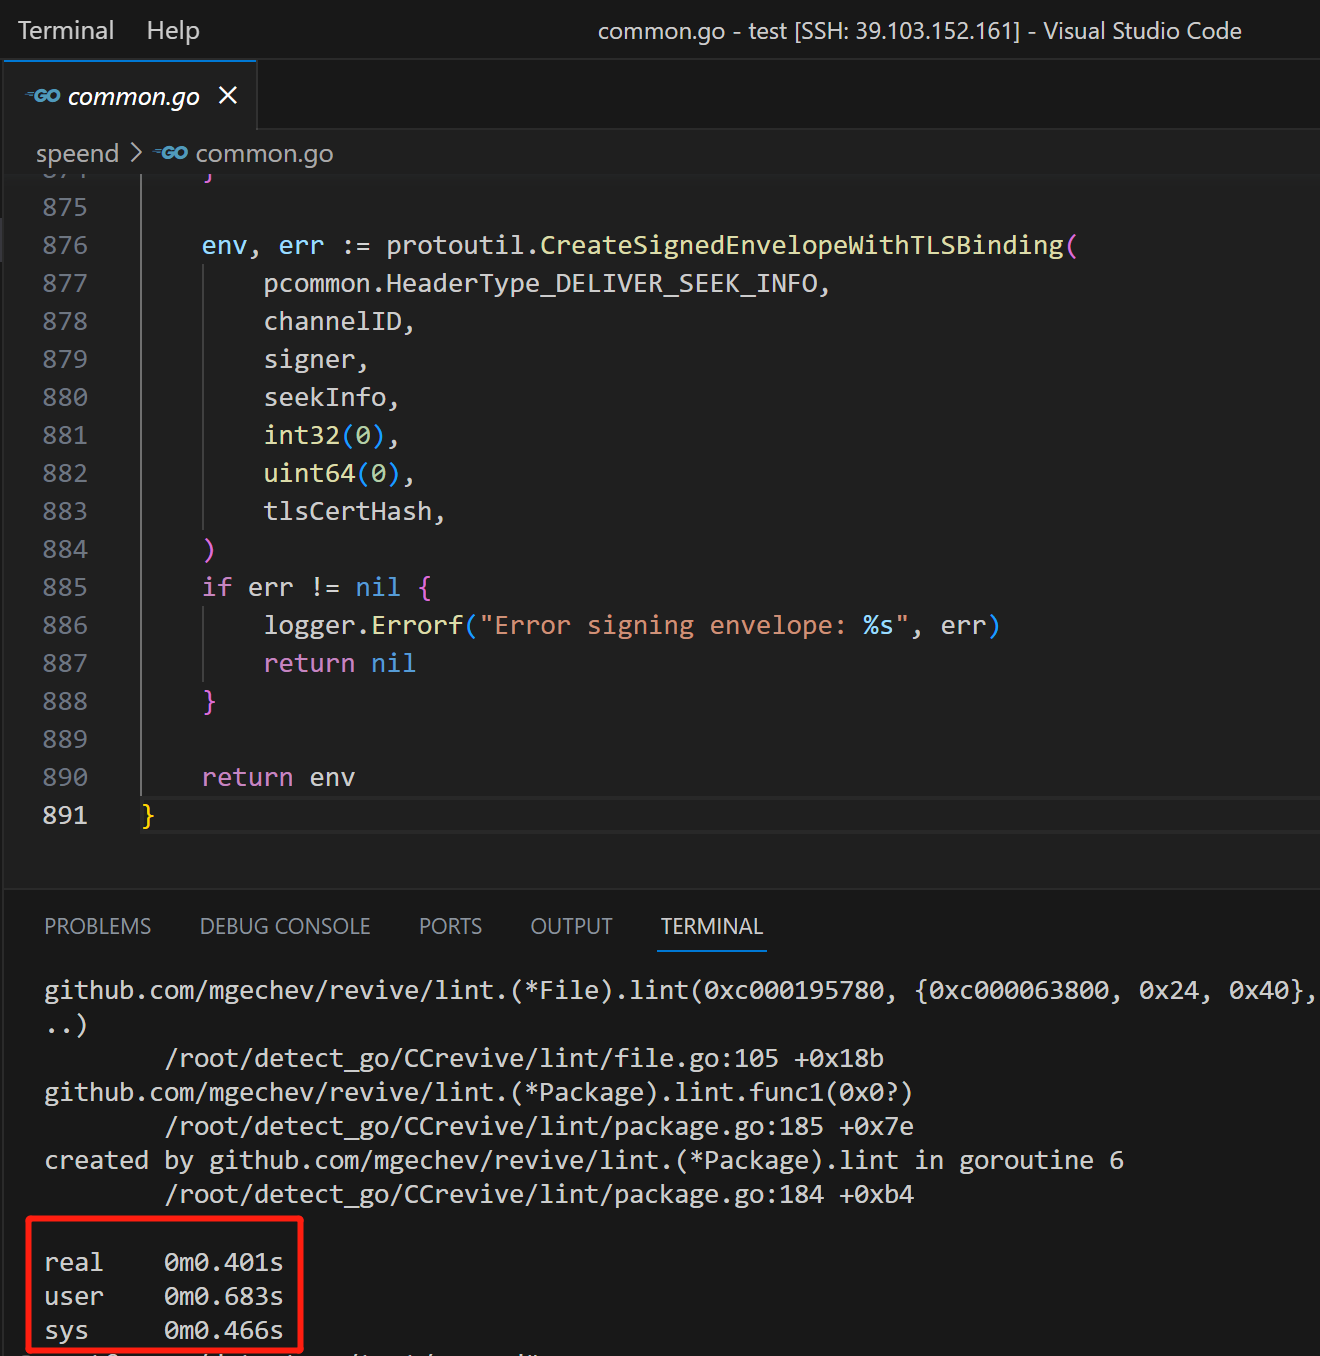 Terminal Help common.go - test [SSH: 39.103.152.161] - Visual Studio Code
GO common.go ×
speend > GO common.go
874 }
875
876 env, err := protoutil.CreateSignedEnvelopeWithTLSBinding(
877 pcommon.HeaderType_DELIVER_SEEK_INFO,
878 channelID,
879 signer,
880 seekInfo,
881 int32(0),
882 uint64(0),
883 tlsCertHash,
884 )
885 if err != nil {
886 logger.Errorf("Error signing envelope: %s", err)
887 return nil
888 }
889
890 return env
891 }
PROBLEMS DEBUG CONSOLE PORTS OUTPUT TERMINAL
github.com/mgechev/revive/lint.(*File).lint(0xc000195780, {0xc000063800, 0x24, 0x40},
..)
/root/detect_go/CCrevive/lint/file.go:105 +0x18b
github.com/mgechev/revive/lint.(*Package).lint.func1(0x0?)
/root/detect_go/CCrevive/lint/package.go:185 +0x7e
created by github.com/mgechev/revive/lint.(*Package).lint in goroutine 6
/root/detect_go/CCrevive/lint/package.go:184 +0xb4
real 0m0.401s
user 0m0.683s
sys 0m0.466s